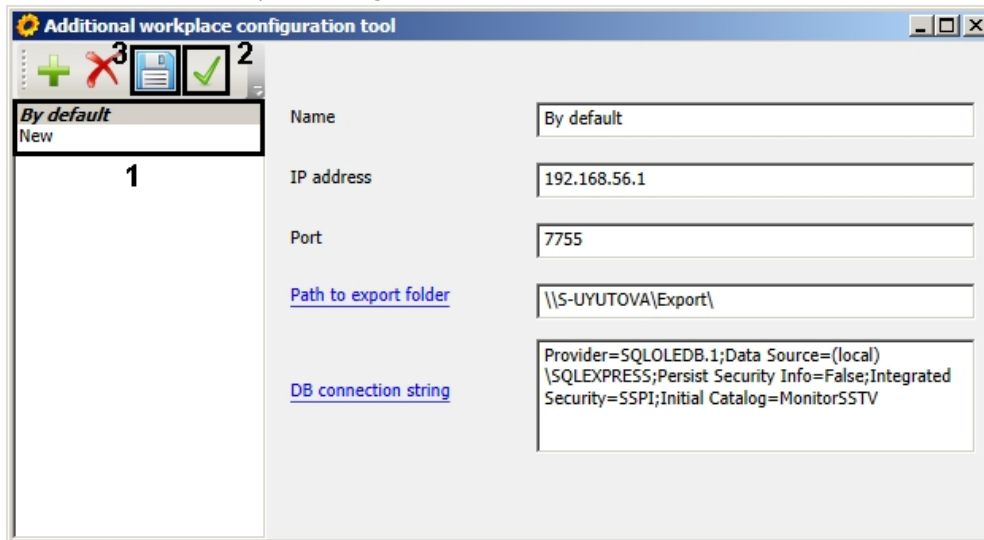 Additional workplace configuration tool
3
2
By default
New
1
Name
By default
IP address
192.168.56.1
Port
7755
Path to export folder
\\S-UYUTOVA\Export\
DB connection string
Provider=SQLOLEDB.1;Data Source=(local)
\SQLEXPRESS;Persist Security Info=False;Integrated
Security=SSPI;Initial Catalog=MonitorSSTV